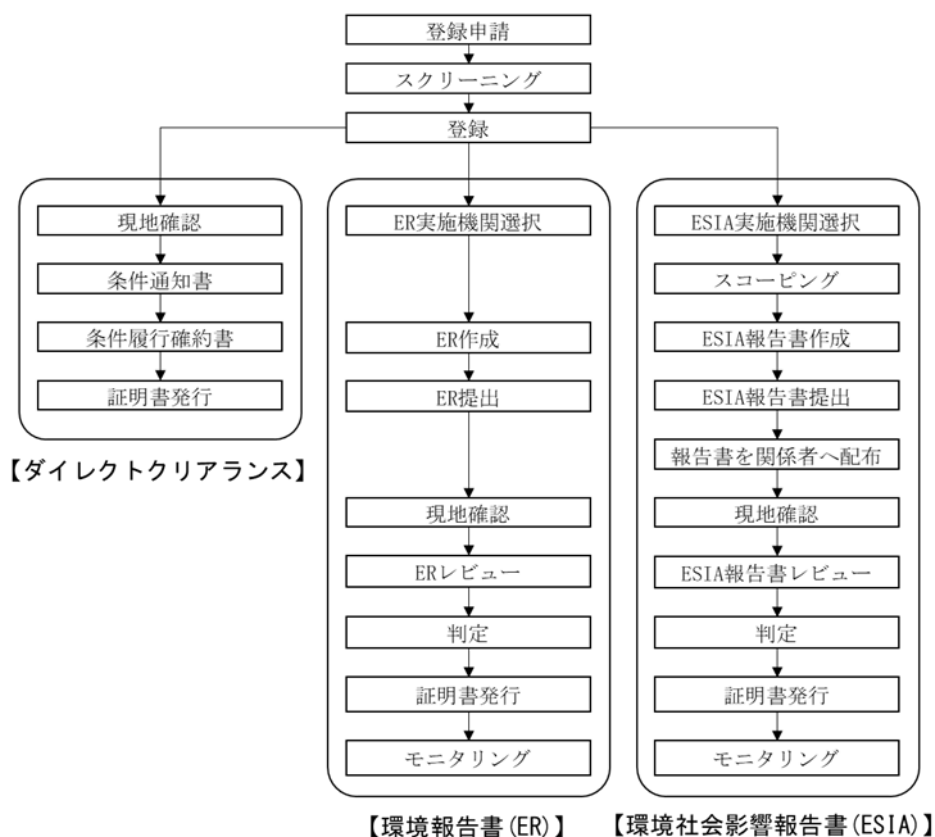 登録申請
スクリーニング
登録
現地確認
条件通知書
条件履行確約書
証明書発行
【ダイレクトクリアランス】
ER実施機関選択
ER作成
ER提出
現地確認
ERレビュー
判定
証明書発行
モニタリング
【環境報告書(ER)】
ESIA実施機関選択
スコーピング
ESIA報告書作成
ESIA報告書提出
報告書を関係者へ配布
現地確認
ESIA報告書レビュー
判定
証明書発行
モニタリング
【環境社会影響報告書(ESIA)】